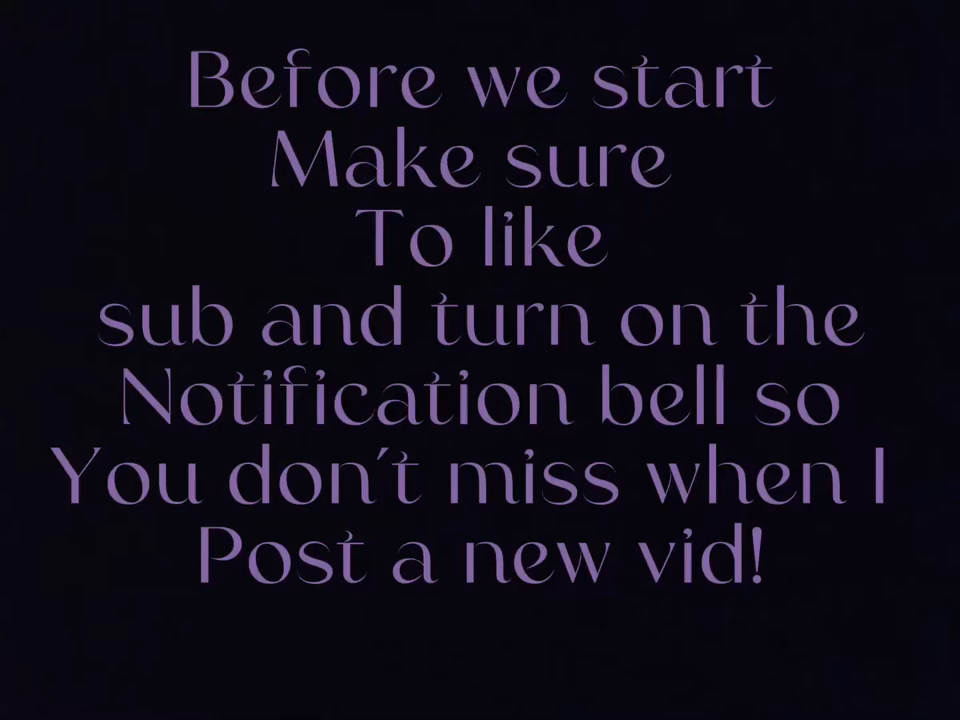 Before we start
Make sure
To like
sub and turn on the
Notification bell so
You don't miss when I
Post a new vid!